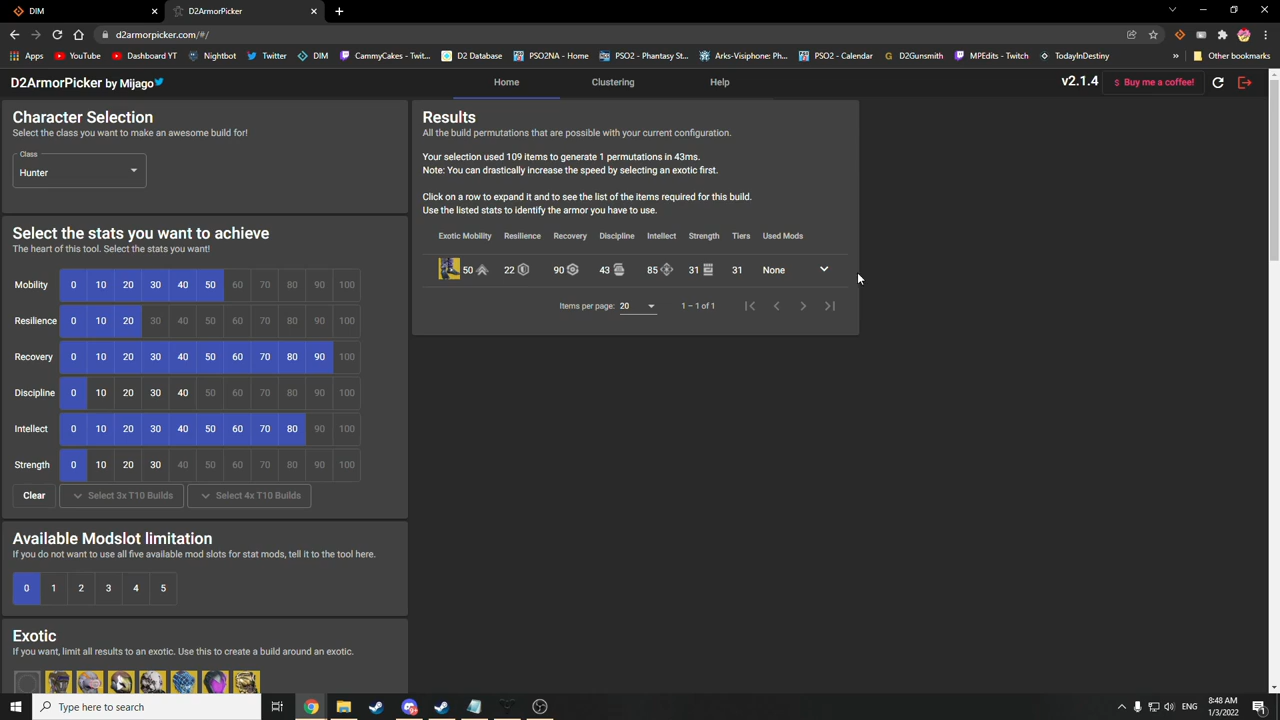 DIM
D2ArmorPicker
d2armorpicker.com/#/
Apps YouTube Dashboard YT Nightbot Twitter DIM CammyCakes - Twit... D2 Database PSO2NA - Home PSO2 - Phantasy St... Arks-Visiphone: Ph... PSO2 - Calendar D2Gunsmith MPEdits - Twitch TodayInDestiny » Other bookmarks
D2ArmorPicker by Mijago Home Clustering Help v2.1.4 Buy me a coffee!
Character Selection
Select the class you want to make an awesome build for!
Class
Hunter
Select the stats you want to achieve
The heart of this tool. Select the stats you want!
Mobility 0 10 20 30 40 50 60 70 80 90 100
Resilience 0 10 20 30 40 50 60 70 80 90 100
Recovery 0 10 20 30 40 50 60 70 80 90 100
Discipline 0 10 20 30 40 50 60 70 80 90 100
Intellect 0 10 20 30 40 50 60 70 80 90 100
Strength 0 10 20 30 40 50 60 70 80 90 100
Clear Select 3x T10 Builds Select 4x T10 Builds
Available Modslot limitation
If you do not want to use all five available mod slots for stat mods, tell it to the tool here.
0 1 2 3 4 5
Exotic
If you want, limit all results to an exotic. Use this to create a build around an exotic.
Results
All the build permutations that are possible with your current configuration.
Your selection used 109 items to generate 1 permutations in 43ms.
Note: You can drastically increase the speed by selecting an exotic first.
Click on a row to expand it and to see the list of the items required for this build.
Use the listed stats to identify the armor you have to use.
Exotic Mobility Resilience Recovery Discipline Intellect Strength Tiers Used Mods
50 22 90 43 85 31 31 None
Items per page: 20 1 – 1 of 1
Type here to search
ENG
8:48 AM
1/3/2022
1